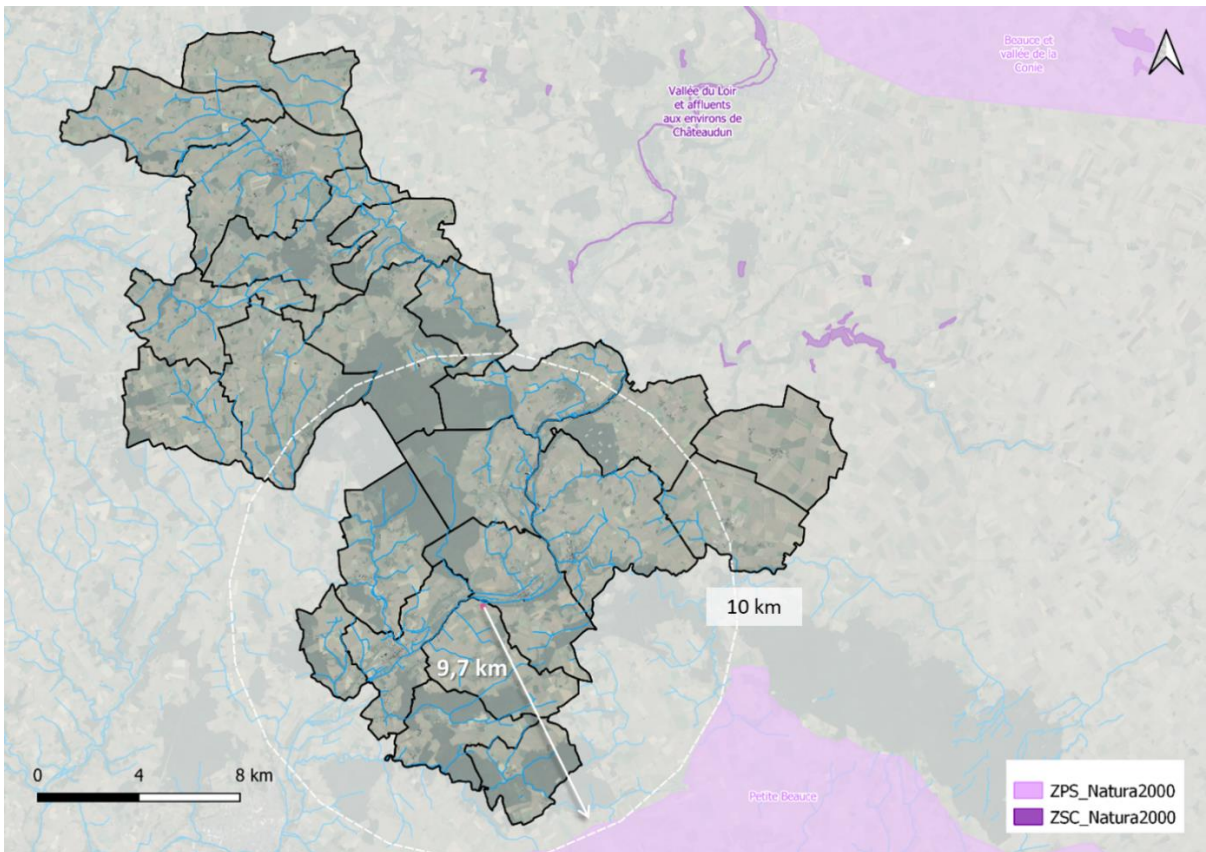 Beauce et
vallée de la
Conie
Vallée du Loir
et affluents
aux environs de
Châteaudun
10 km
9,7 km
0 4 8 km
Petite Beauce
ZPS_Natura2000
ZSC_Natura2000